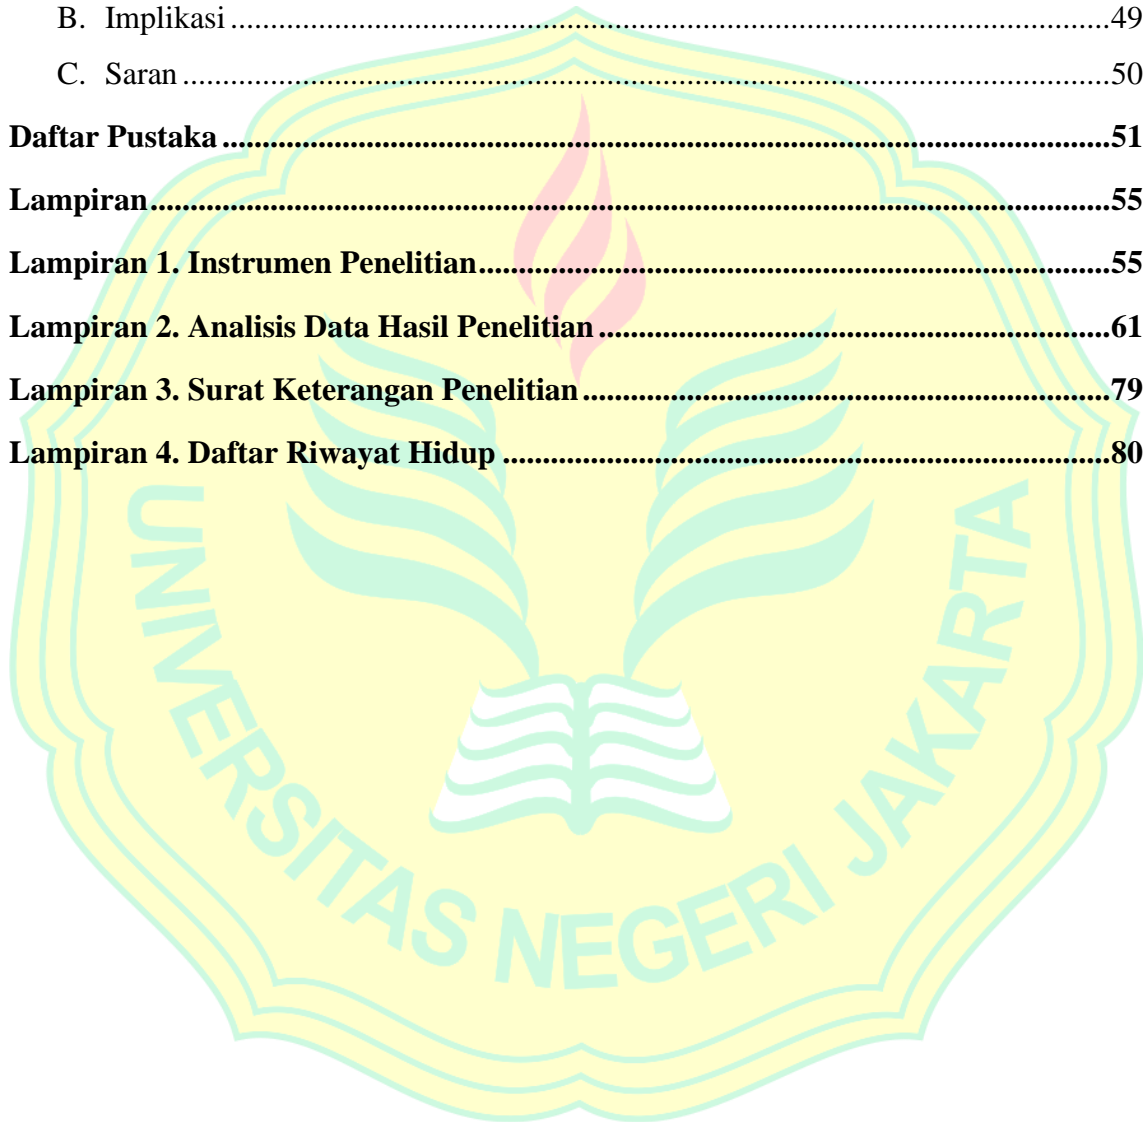 B. Implikasi ................................................................ 49
C. Saran ................................................................ 50
Daftar Pustaka ................................................................ 51
Lampiran ................................................................ 55
Lampiran 1. Instrumen Penelitian ................................................................ 55
Lampiran 2. Analisis Data Hasil Penelitian ................................................................ 61
Lampiran 3. Surat Keterangan Penelitian ................................................................ 79
Lampiran 4. Daftar Riwayat Hidup ................................................................ 80
UNIVERSITAS NEGERI JAKARTA